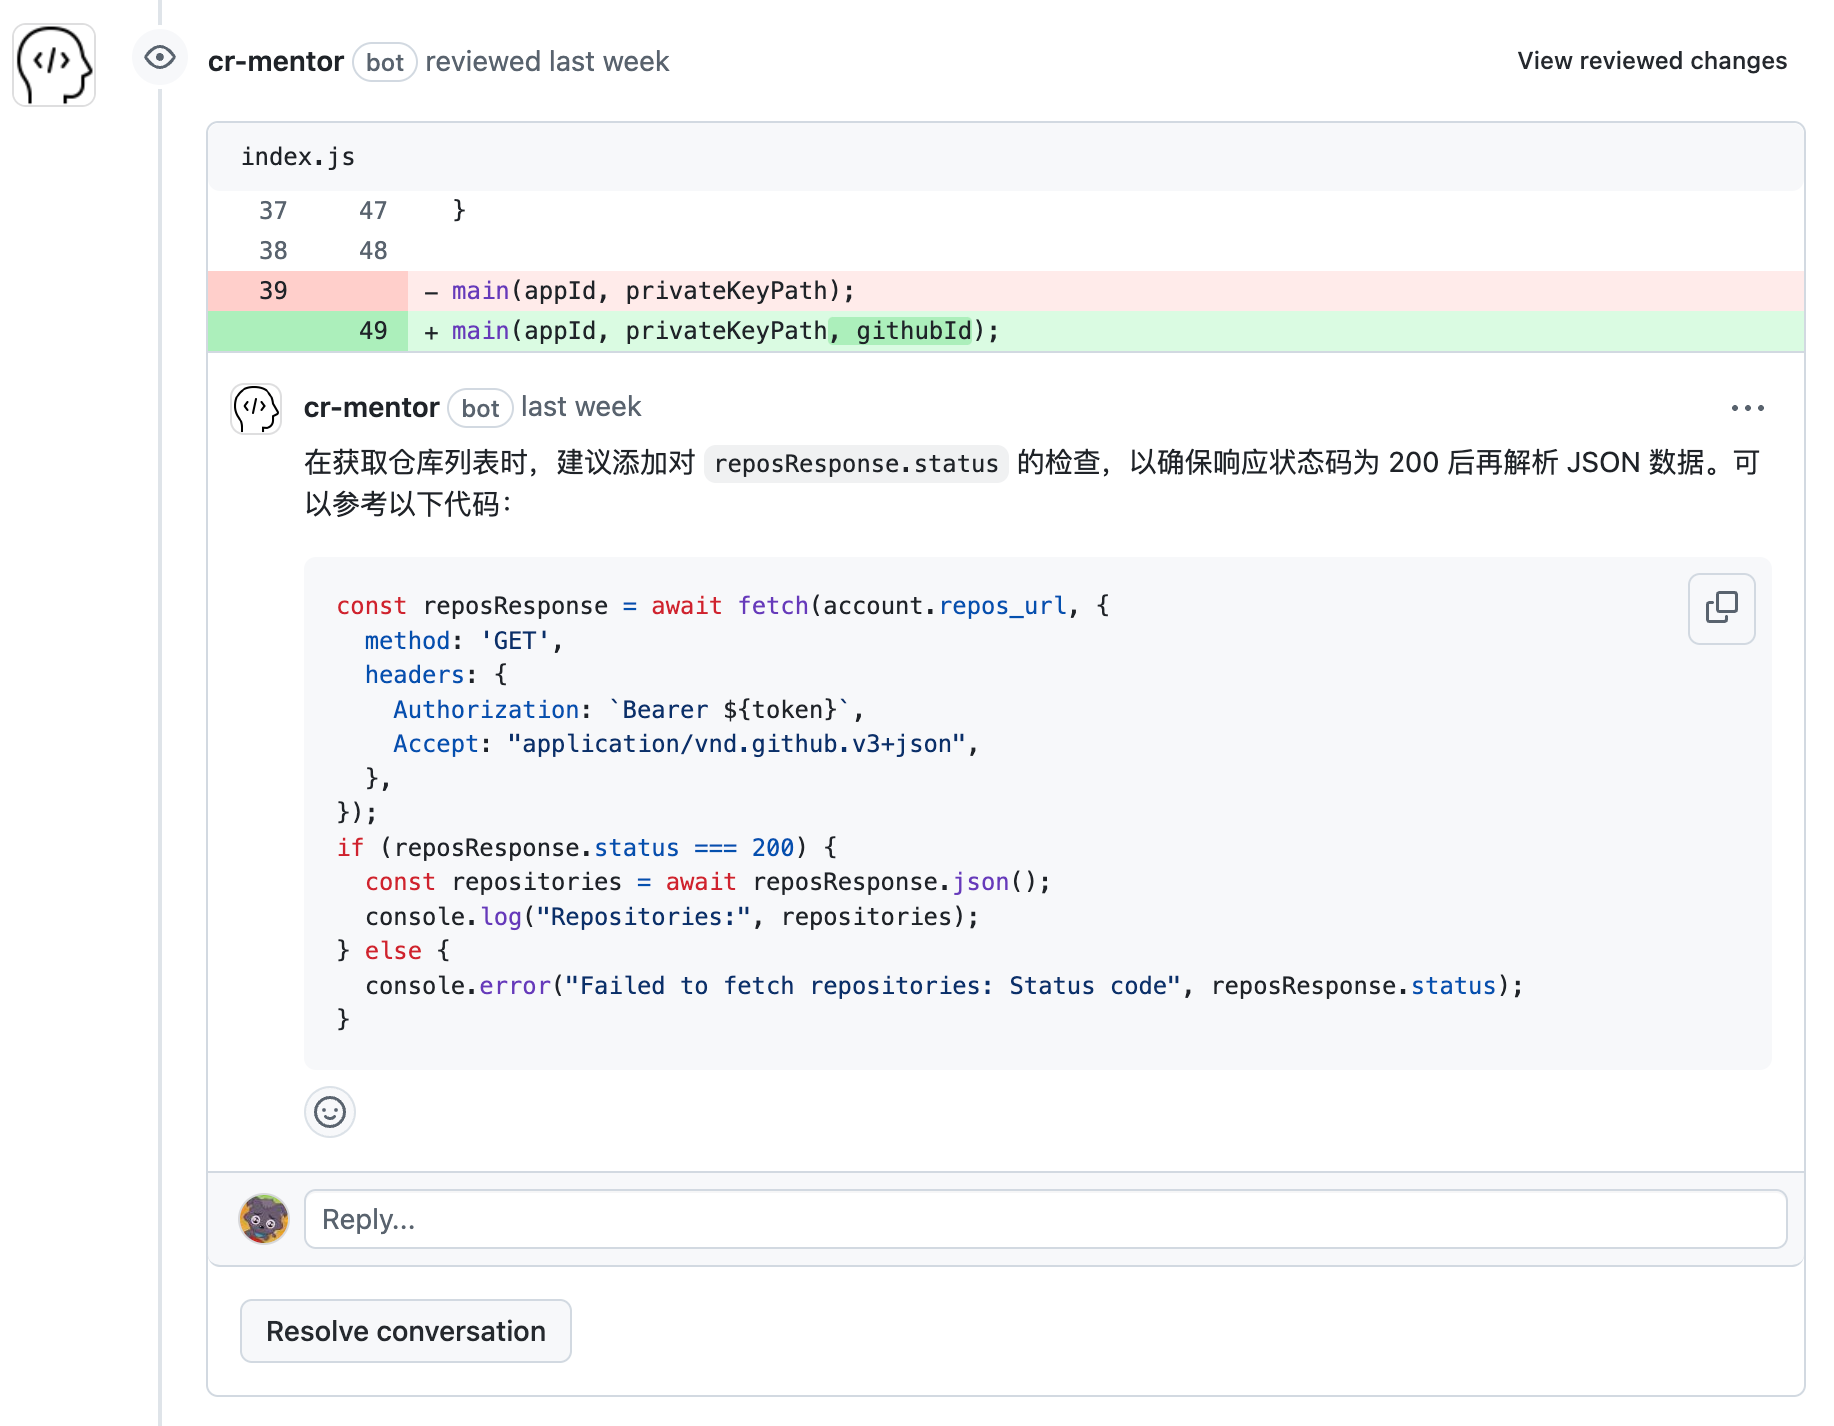 </>
cr-mentor bot reviewed last week
View reviewed changes
index.js
37 47 }
38 48
39 - main(appId, privateKeyPath);
49 + main(appId, privateKeyPath, githubId);
</>
cr-mentor bot last week
在获取仓库列表时，建议添加对 reposResponse.status 的检查，以确保响应状态码为 200 后再解析 JSON 数据。可
以参考以下代码：
const reposResponse = await fetch(account.repos_url, {
  method: 'GET',
  headers: {
    Authorization: `Bearer ${token}`,
    Accept: "application/vnd.github.v3+json",
  },
});
if (reposResponse.status === 200) {
  const repositories = await reposResponse.json();
  console.log("Repositories:", repositories);
} else {
  console.error("Failed to fetch repositories: Status code", reposResponse.status);
}
Reply...
Resolve conversation